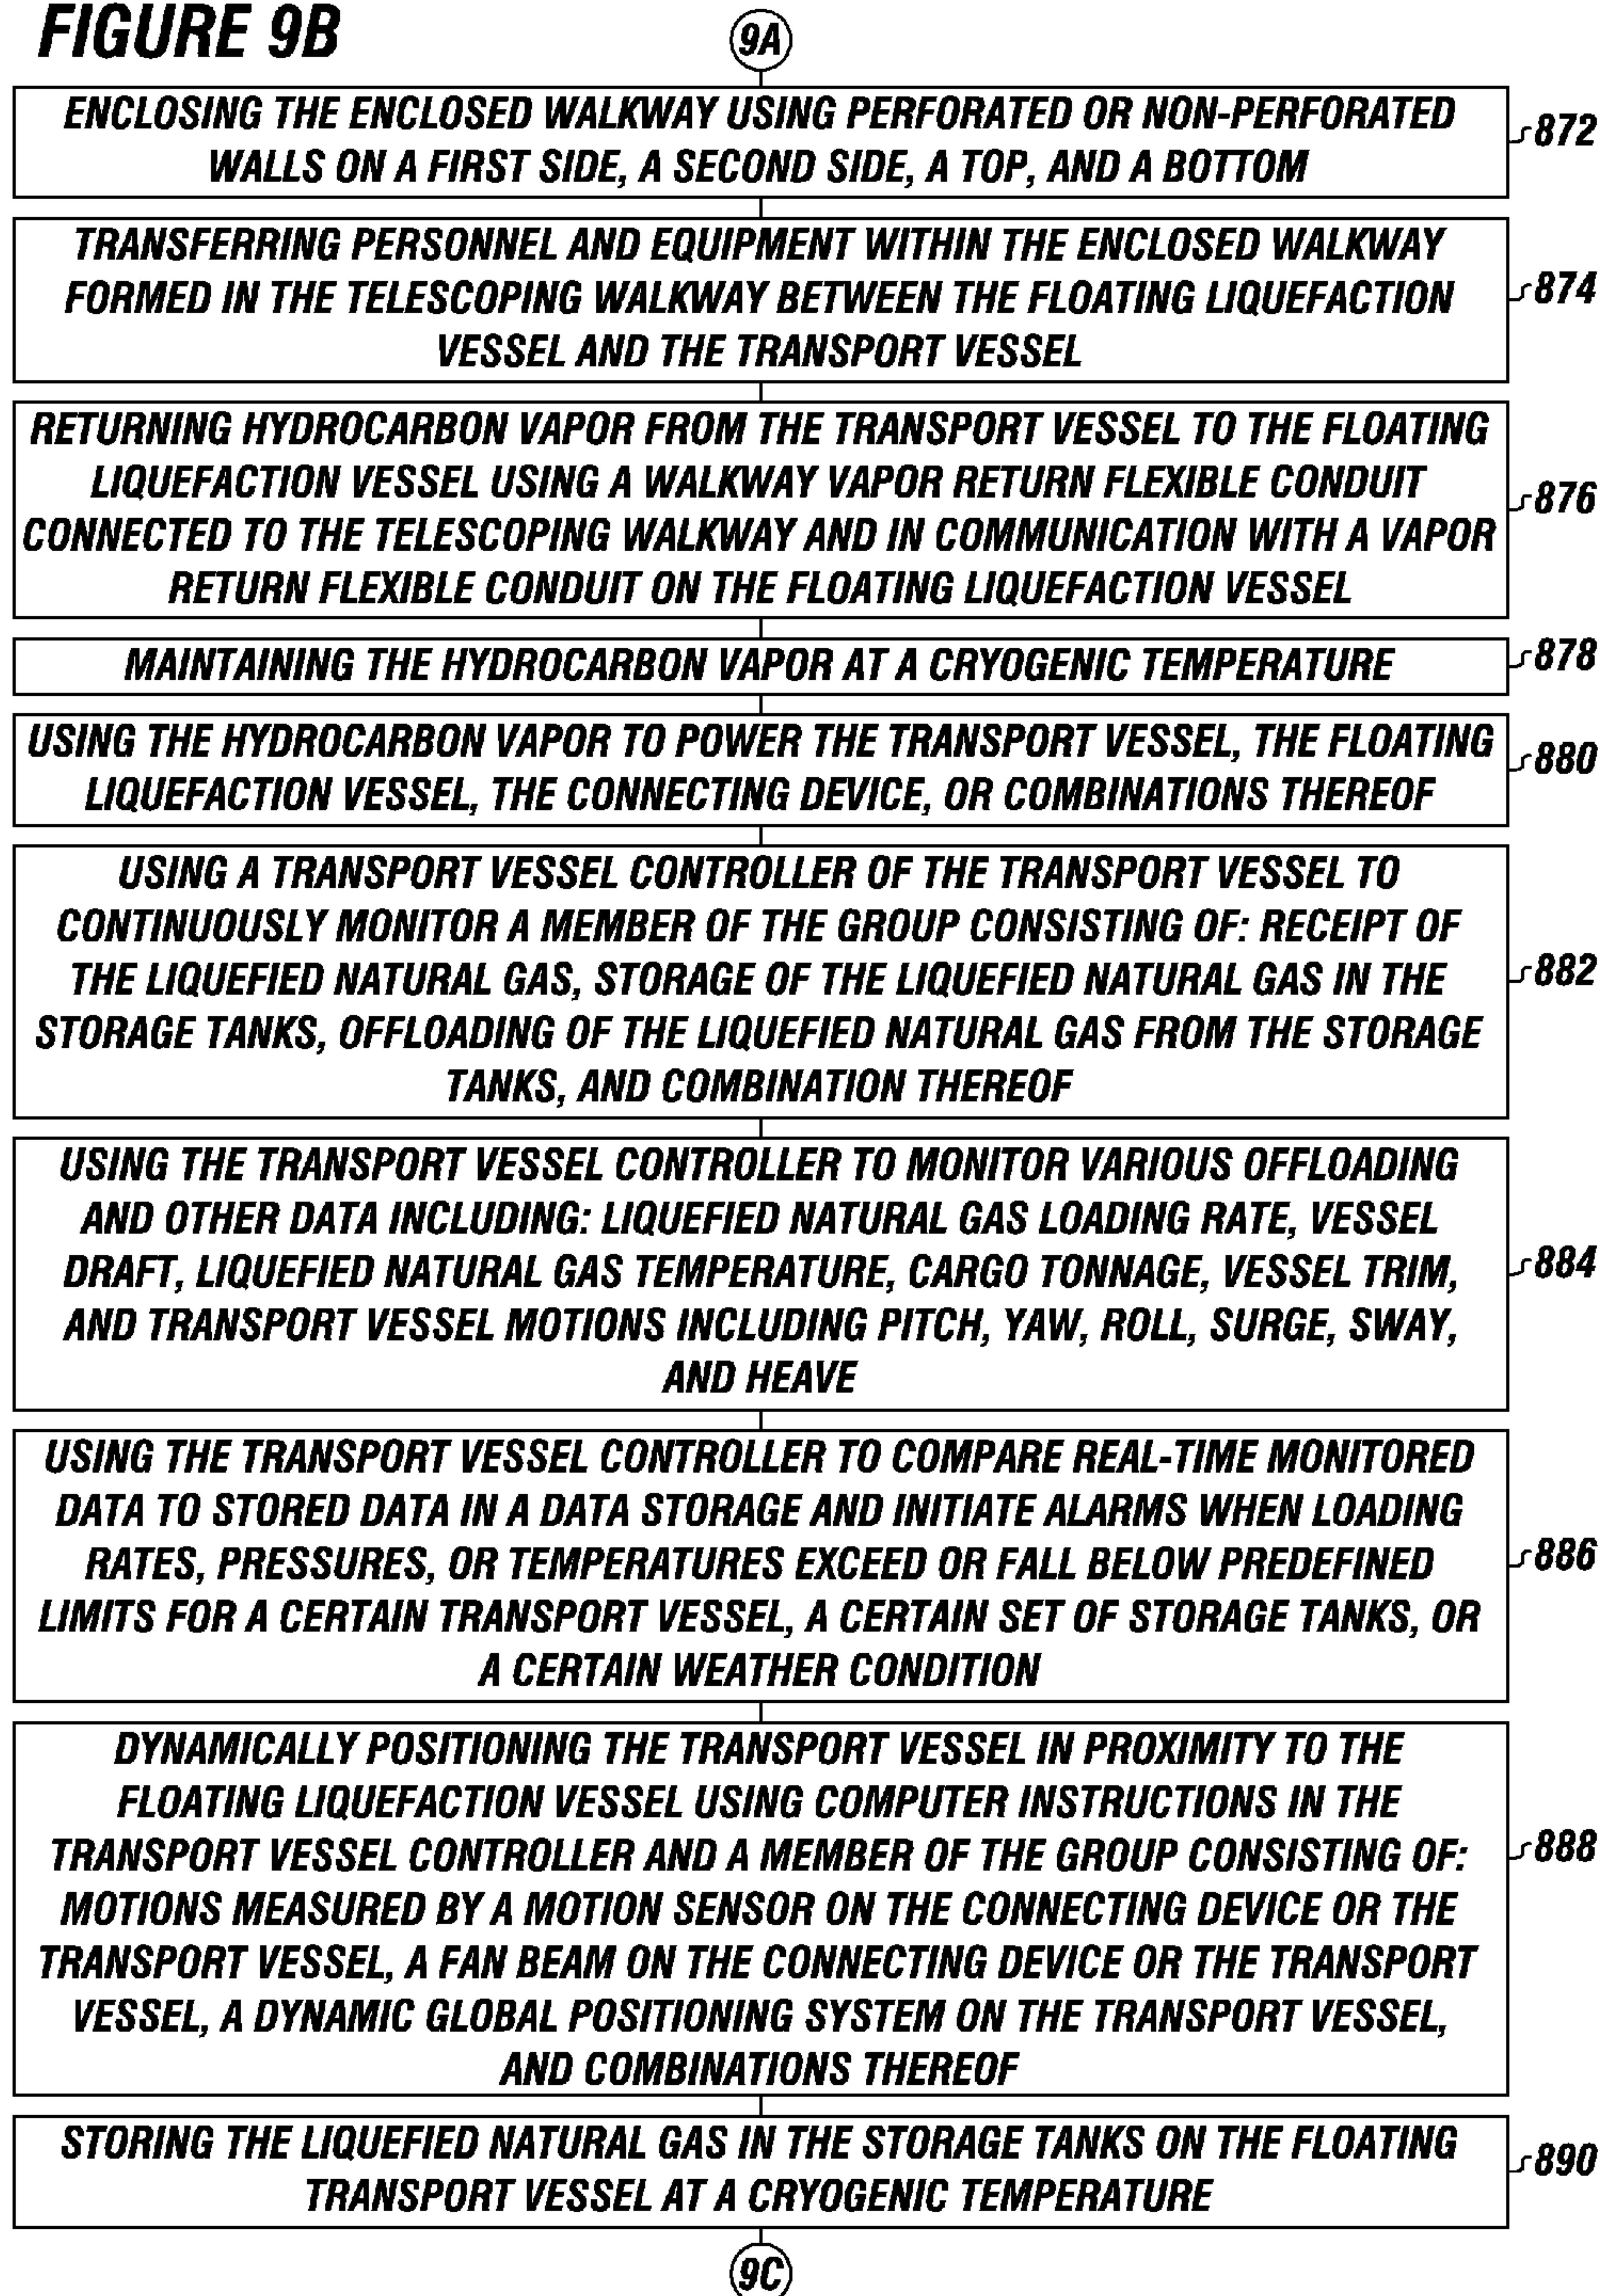 FIGURE 9B
9A
ENCLOSING THE ENCLOSED WALKWAY USING PERFORATED OR NON-PERFORATED
WALLS ON A FIRST SIDE, A SECOND SIDE, A TOP, AND A BOTTOM
872
TRANSFERRING PERSONNEL AND EQUIPMENT WITHIN THE ENCLOSED WALKWAY
FORMED IN THE TELESCOPING WALKWAY BETWEEN THE FLOATING LIQUEFACTION
VESSEL AND THE TRANSPORT VESSEL
874
RETURNING HYDROCARBON VAPOR FROM THE TRANSPORT VESSEL TO THE FLOATING
LIQUEFACTION VESSEL USING A WALKWAY VAPOR RETURN FLEXIBLE CONDUIT
CONNECTED TO THE TELESCOPING WALKWAY AND IN COMMUNICATION WITH A VAPOR
RETURN FLEXIBLE CONDUIT ON THE FLOATING LIQUEFACTION VESSEL
876
MAINTAINING THE HYDROCARBON VAPOR AT A CRYOGENIC TEMPERATURE
878
USING THE HYDROCARBON VAPOR TO POWER THE TRANSPORT VESSEL, THE FLOATING
LIQUEFACTION VESSEL, THE CONNECTING DEVICE, OR COMBINATIONS THEREOF
880
USING A TRANSPORT VESSEL CONTROLLER OF THE TRANSPORT VESSEL TO
CONTINUOUSLY MONITOR A MEMBER OF THE GROUP CONSISTING OF: RECEIPT OF
THE LIQUEFIED NATURAL GAS, STORAGE OF THE LIQUEFIED NATURAL GAS IN THE
STORAGE TANKS, OFFLOADING OF THE LIQUEFIED NATURAL GAS FROM THE STORAGE
TANKS, AND COMBINATION THEREOF
882
USING THE TRANSPORT VESSEL CONTROLLER TO MONITOR VARIOUS OFFLOADING
AND OTHER DATA INCLUDING: LIQUEFIED NATURAL GAS LOADING RATE, VESSEL
DRAFT, LIQUEFIED NATURAL GAS TEMPERATURE, CARGO TONNAGE, VESSEL TRIM,
AND TRANSPORT VESSEL MOTIONS INCLUDING PITCH, YAW, ROLL, SURGE, SWAY,
AND HEAVE
884
USING THE TRANSPORT VESSEL CONTROLLER TO COMPARE REAL-TIME MONITORED
DATA TO STORED DATA IN A DATA STORAGE AND INITIATE ALARMS WHEN LOADING
RATES, PRESSURES, OR TEMPERATURES EXCEED OR FALL BELOW PREDEFINED
LIMITS FOR A CERTAIN TRANSPORT VESSEL, A CERTAIN SET OF STORAGE TANKS, OR
A CERTAIN WEATHER CONDITION
886
DYNAMICALLY POSITIONING THE TRANSPORT VESSEL IN PROXIMITY TO THE
FLOATING LIQUEFACTION VESSEL USING COMPUTER INSTRUCTIONS IN THE
TRANSPORT VESSEL CONTROLLER AND A MEMBER OF THE GROUP CONSISTING OF:
MOTIONS MEASURED BY A MOTION SENSOR ON THE CONNECTING DEVICE OR THE
TRANSPORT VESSEL, A FAN BEAM ON THE CONNECTING DEVICE OR THE TRANSPORT
VESSEL, A DYNAMIC GLOBAL POSITIONING SYSTEM ON THE TRANSPORT VESSEL,
AND COMBINATIONS THEREOF
888
STORING THE LIQUEFIED NATURAL GAS IN THE STORAGE TANKS ON THE FLOATING
TRANSPORT VESSEL AT A CRYOGENIC TEMPERATURE
890
9C